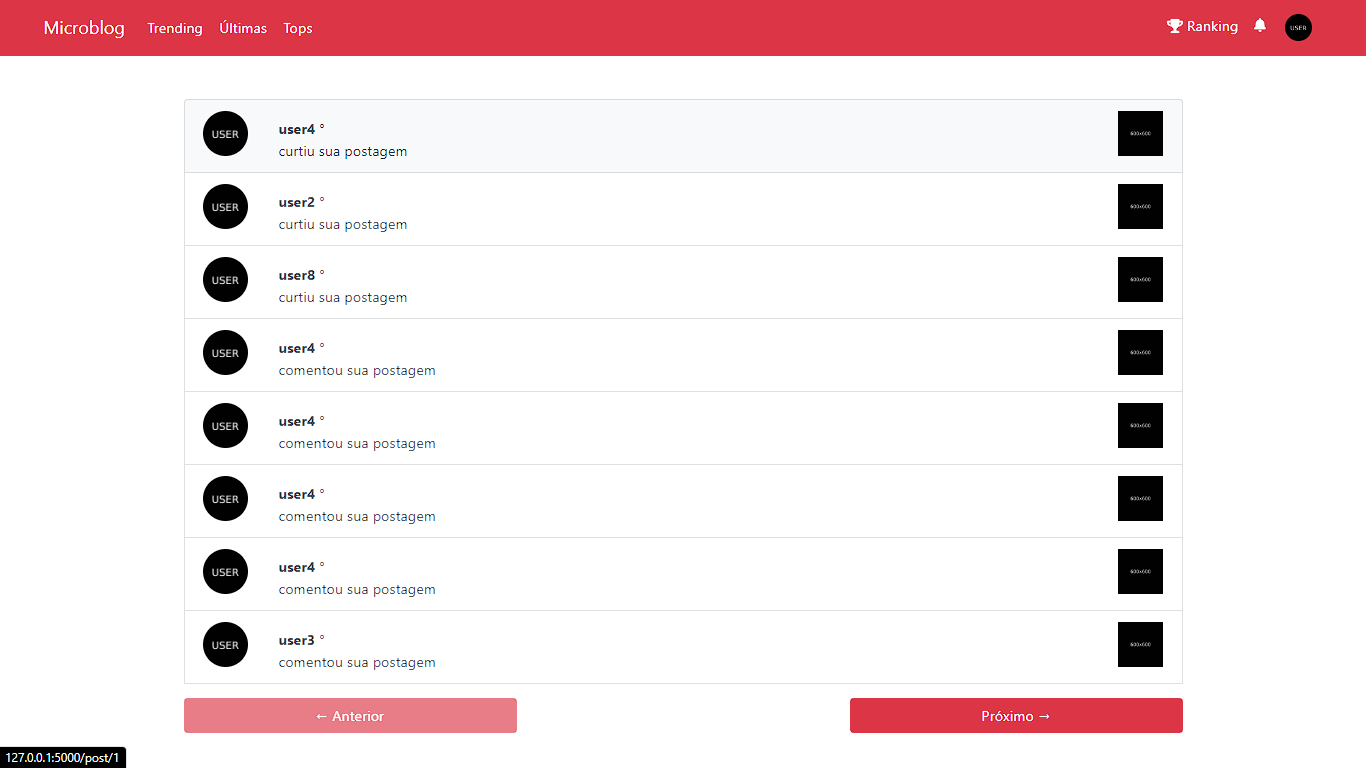 Microblog Trending Últimas Tops Ranking USER
USER user4 ° 600x600
curtiu sua postagem
USER user2 ° 600x600
curtiu sua postagem
USER user8 ° 600x600
curtiu sua postagem
USER user4 ° 600x600
comentou sua postagem
USER user4 ° 600x600
comentou sua postagem
USER user4 ° 600x600
comentou sua postagem
USER user4 ° 600x600
comentou sua postagem
USER user3 ° 600x600
comentou sua postagem
← Anterior Próximo →
127.0.0.1:5000/post/1